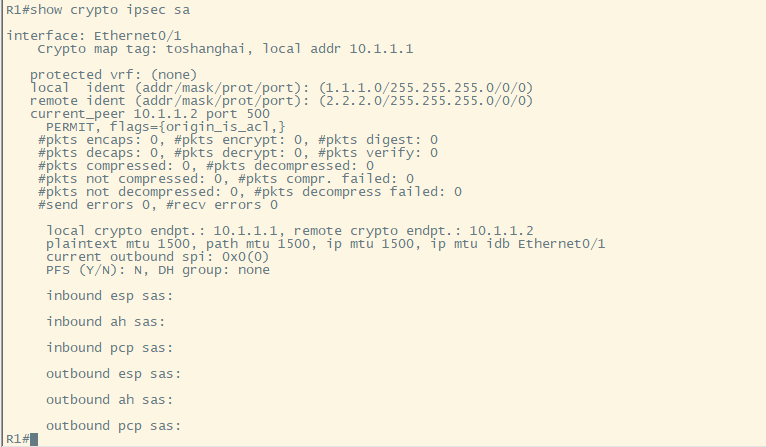 R1#show crypto ipsec sa
interface: Ethernet0/1
Crypto map tag: toshanghai, local addr 10.1.1.1
protected vrf: (none)
local  ident (addr/mask/prot/port): (1.1.1.0/255.255.255.0/0/0)
remote ident (addr/mask/prot/port): (2.2.2.0/255.255.255.0/0/0)
current_peer 10.1.1.2 port 500
PERMIT, flags={origin_is_acl,}
#pkts encaps: 0, #pkts encrypt: 0, #pkts digest: 0
#pkts decaps: 0, #pkts decrypt: 0, #pkts verify: 0
#pkts compressed: 0, #pkts decompressed: 0
#pkts not compressed: 0, #pkts compr. failed: 0
#pkts not decompressed: 0, #pkts decompress failed: 0
#send errors 0, #recv errors 0
local crypto endpt.: 10.1.1.1, remote crypto endpt.: 10.1.1.2
plaintext mtu 1500, path mtu 1500, ip mtu 1500, ip mtu idb Ethernet0/1
current outbound spi: 0x0(0)
PFS (Y/N): N, DH group: none
inbound esp sas:
inbound ah sas:
inbound pcp sas:
outbound esp sas:
outbound ah sas:
outbound pcp sas:
R1#